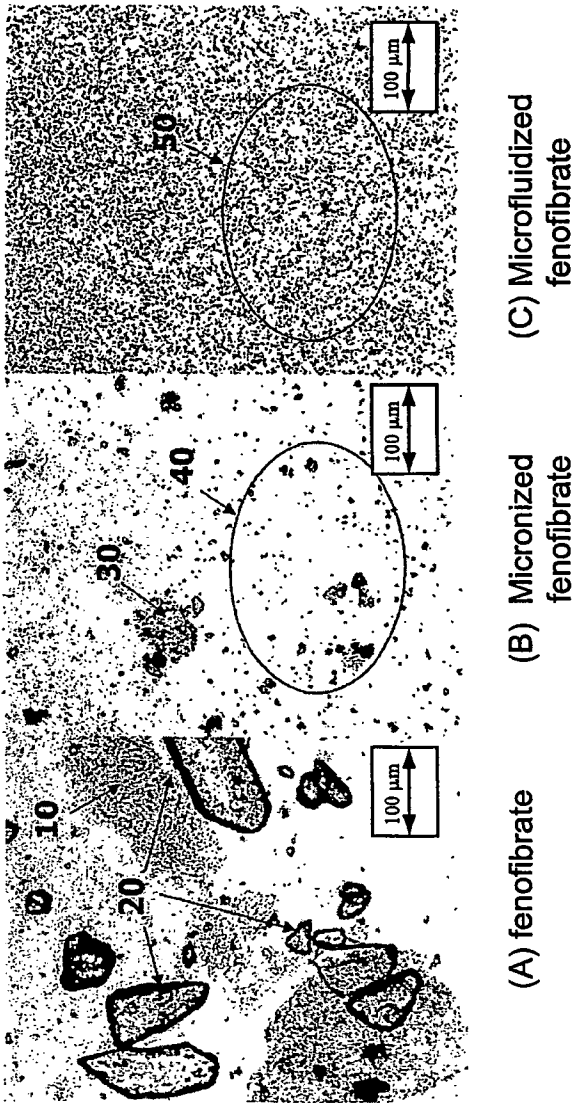 10
20
100 µm
30
40
100 µm
50
100 µm
(A) fenofibrate
(B) Micronized
fenofibrate
(C) Microfluidized
fenofibrate